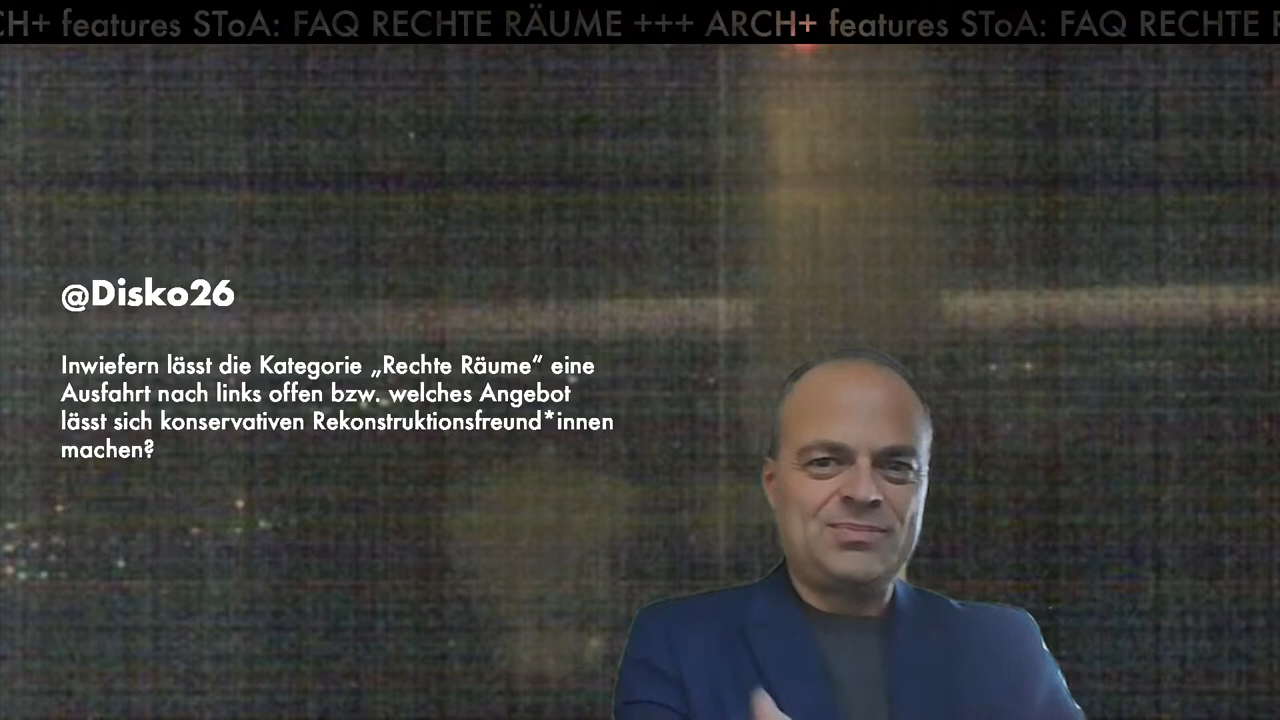 CH+ features SToA: FAQ RECHTE RÄUME +++ ARCH+ features SToA: FAQ RECHTE
@Disko26
Inwiefern lässt die Kategorie „Rechte Räume“ eine
Ausfahrt nach links offen bzw. welches Angebot
lässt sich konservativen Rekonstruktionsfreund*innen
machen?